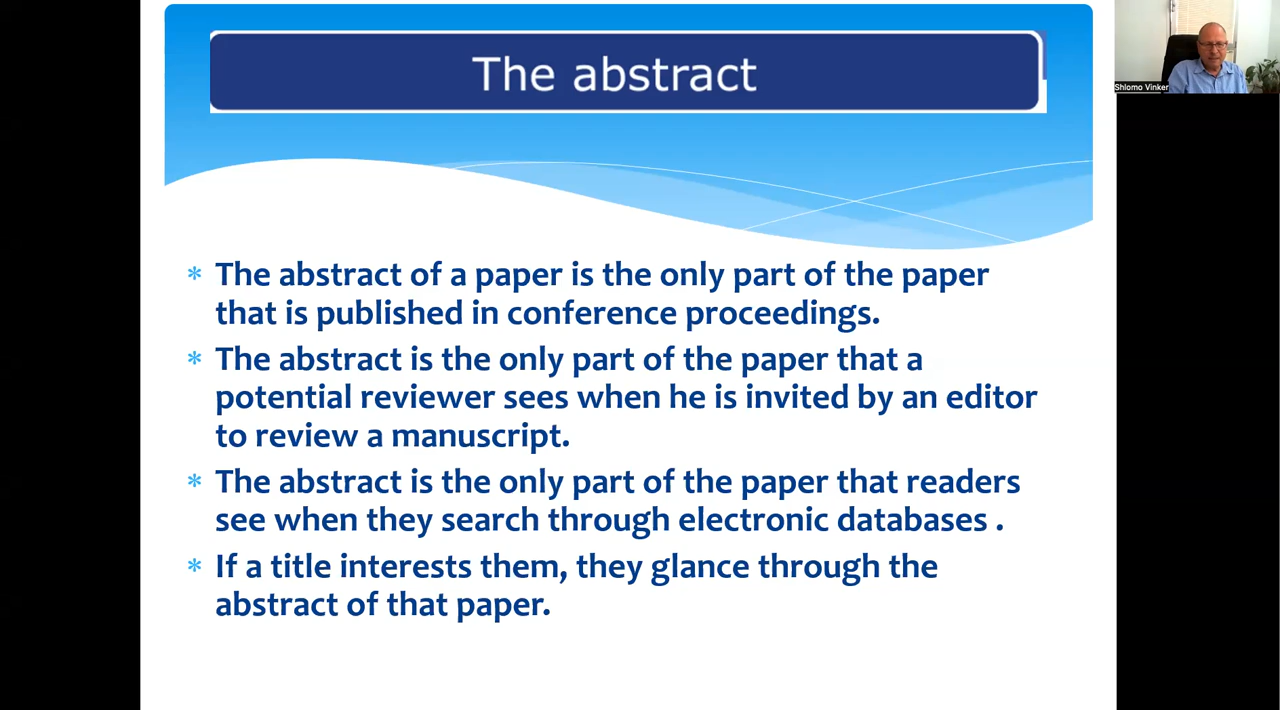 The abstract
Shlomo Vinker
* The abstract of a paper is the only part of the paper
that is published in conference proceedings.
* The abstract is the only part of the paper that a
potential reviewer sees when he is invited by an editor
to review a manuscript.
* The abstract is the only part of the paper that readers
see when they search through electronic databases .
* If a title interests them, they glance through the
abstract of that paper.